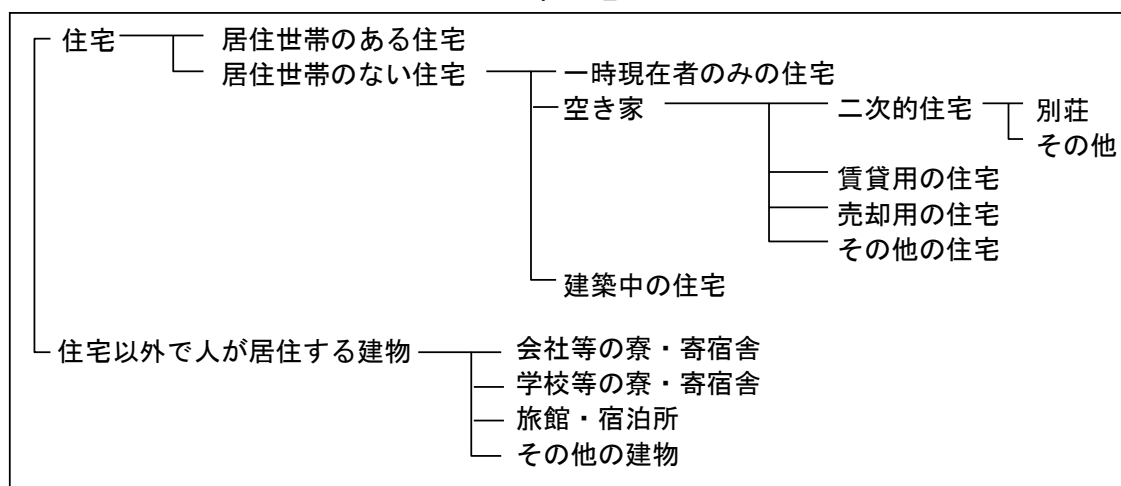 住宅
居住世帯のある住宅
居住世帯のない住宅
一時現在者のみの住宅
空き家
二次的住宅
別荘
その他
賃貸用の住宅
売却用の住宅
その他の住宅
建築中の住宅
住宅以外で人が居住する建物
会社等の寮・寄宿舎
学校等の寮・寄宿舎
旅館・宿泊所
その他の建物